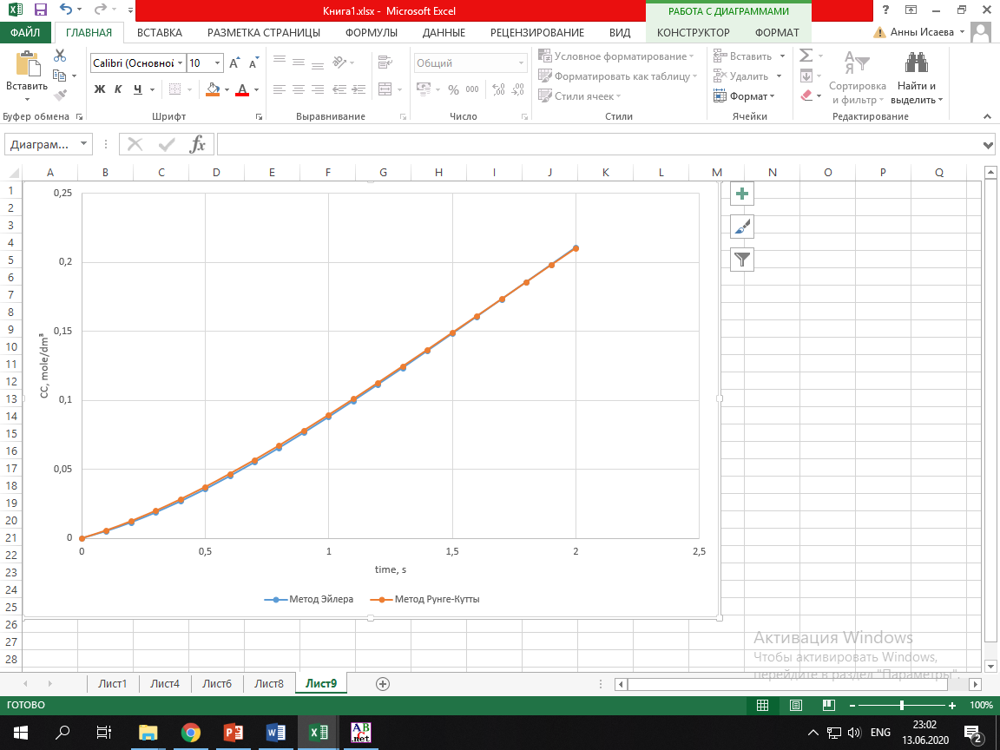 Книга1.xlsx - Microsoft Excel
РАБОТА С ДИАГРАММАМИ
?
ФАЙЛ ГЛАВНАЯ ВСТАВКА РАЗМЕТКА СТРАНИЦЫ ФОРМУЛЫ ДАННЫЕ РЕЦЕНЗИРОВАНИЕ ВИД КОНСТРУКТОР ФОРМАТ Анны Исаева
Calibri (Основной 10 Общий
Условное форматирование Вставить
Вставить
Форматировать как таблицу Удалить
Ж К Ч А % 000
Стили ячеек Формат
Сортировка и фильтр
Найти и выделить
Буфер обмена Шрифт Выравнивание Число Стили Ячейки Редактирование
Диаграм... fx
A B C D E F G H I J K L M N O P Q
1
2
3
4
5
6
7
8
9
10
11
12
13
14
15
16
17
18
19
20
21
22
23
24
25
26
27
28
0,25
0,2
0,15
0,1
0,05
0
CC, mole/dm³
0 0,5 1 1,5 2 2,5
time, s
Метод Эйлера Метод Рунге-Кутты
Активация Windows
Чтобы активировать Windows,
перейдите в раздел "Параметры".
Лист1 Лист4 Лист6 Лист8 Лист9
ГОТОВО 100%
ENG
23:02
13.06.2020
2